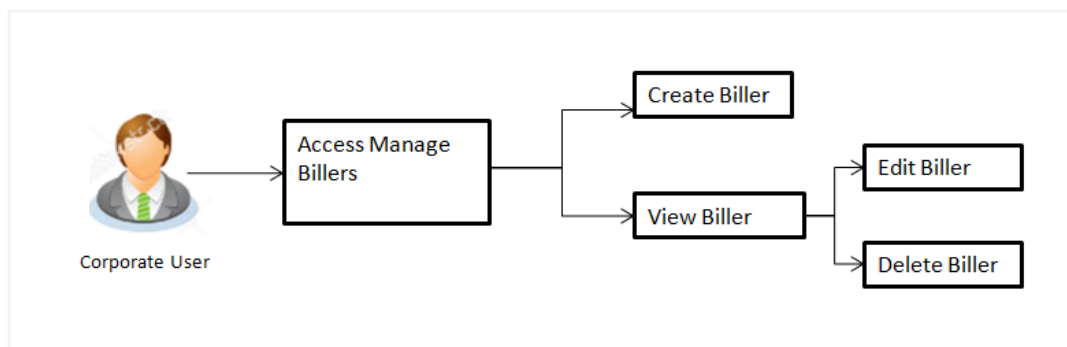 Create Biller
Access Manage
Billers
Edit Biller
View Biller
Delete Biller
Corporate User